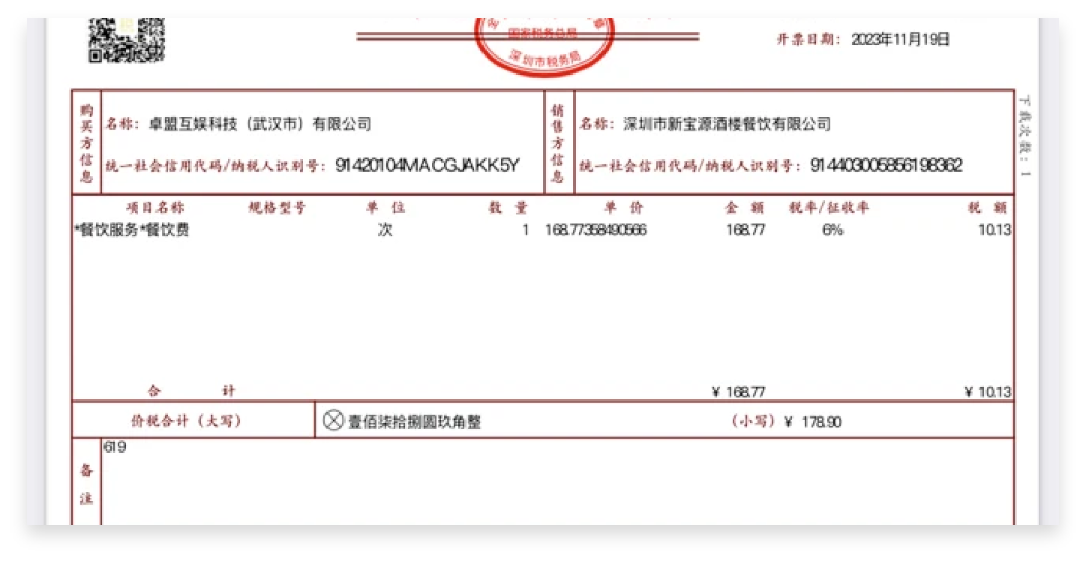 国家税务总局
深圳市税务局
开票日期: 2023年11月19日
下载次数: 1
购买方信息
名称: 卓盟互娱科技（武汉市）有限公司
统一社会信用代码/纳税人识别号: 91420104MACGJAKK5Y
销售方信息
名称: 深圳市新宝源酒楼餐饮有限公司
统一社会信用代码/纳税人识别号: 914403005856198362
项目名称 规格型号 单位 数量 单价 金额 税率/征收率 税额
*餐饮服务*餐饮费 次 1 168.77358490566 168.77 6% 10.13
合计 ¥ 168.77 ¥ 10.13
价税合计（大写） 壹佰柒拾捌圆玖角整 （小写）¥ 178.90
备注
619